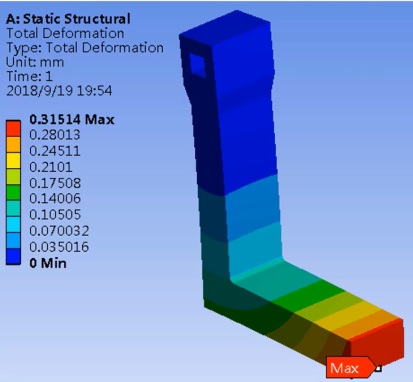 A: Static Structural
Total Deformation
Type: Total Deformation
Unit: mm
Time: 1
2018/9/19 19:54
0.31514 Max
0.28013
0.24511
0.2101
0.17508
0.14006
0.10505
0.070032
0.035016
0 Min
Max